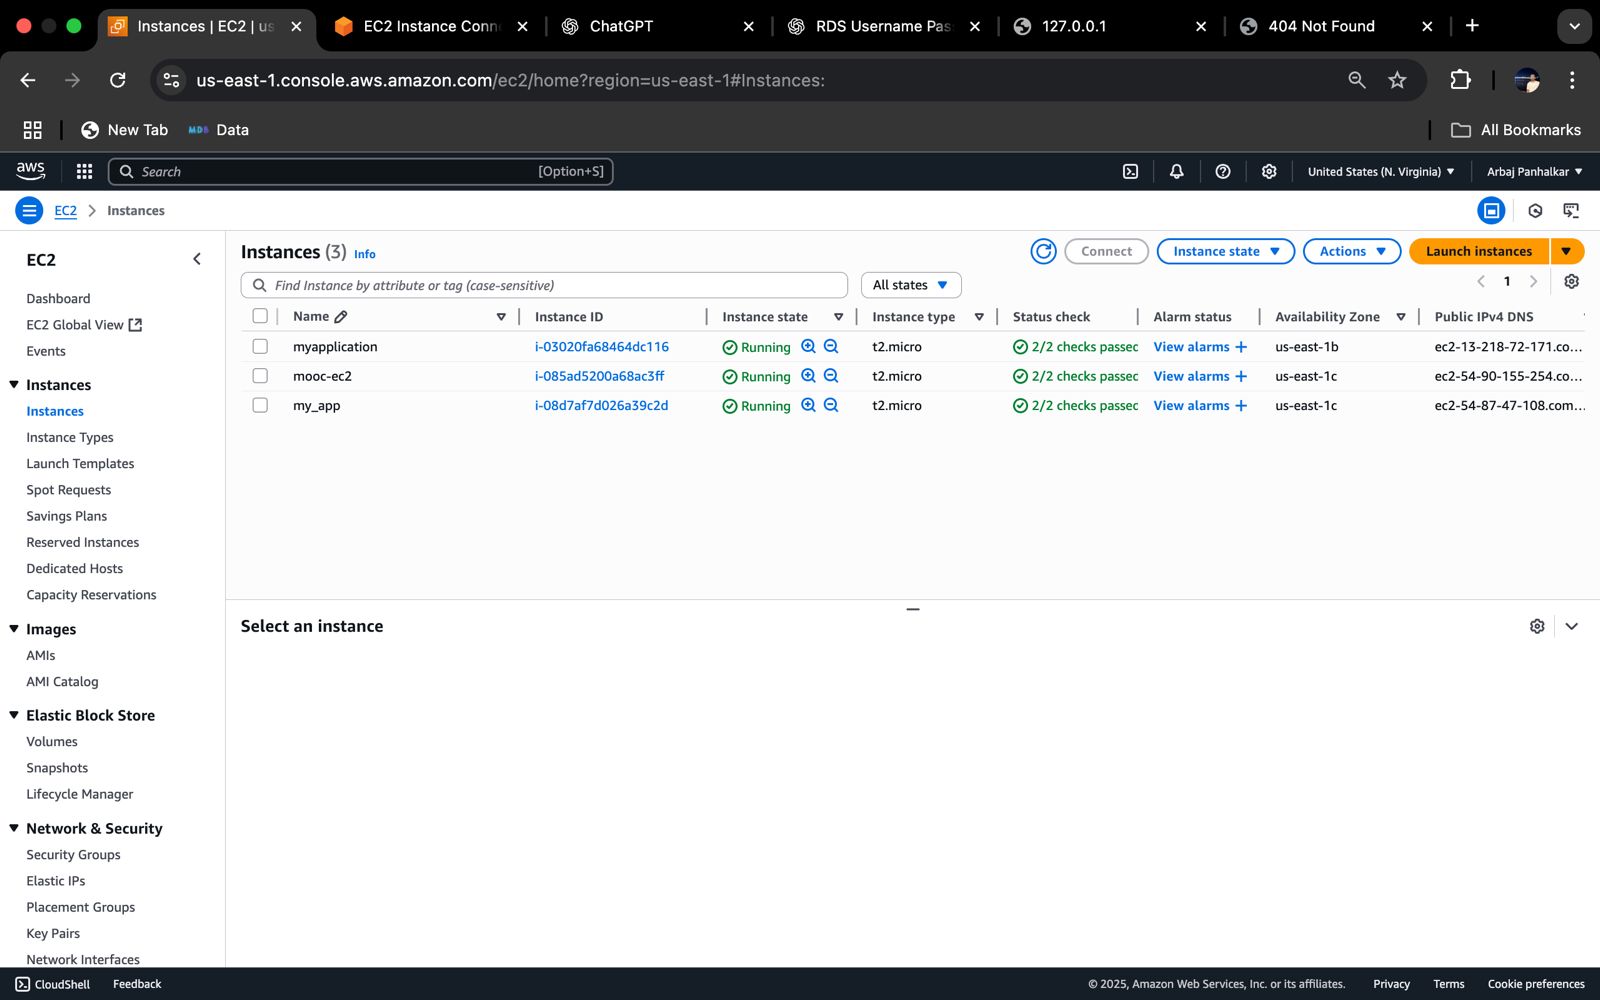 Instances | EC2 | us
EC2 Instance Conn
ChatGPT
RDS Username Pas
127.0.0.1
404 Not Found
us-east-1.console.aws.amazon.com/ec2/home?region=us-east-1#Instances:
New Tab
MDB Data
All Bookmarks
aws
Search
[Option+S]
United States (N. Virginia)
Arbaj Panhalkar
EC2
Instances
EC2
Dashboard
EC2 Global View
Events
Instances
Instances
Instance Types
Launch Templates
Spot Requests
Savings Plans
Reserved Instances
Dedicated Hosts
Capacity Reservations
Images
AMIs
AMI Catalog
Elastic Block Store
Volumes
Snapshots
Lifecycle Manager
Network & Security
Security Groups
Elastic IPs
Placement Groups
Key Pairs
Network Interfaces
Instances (3) Info
Connect
Instance state
Actions
Launch instances
Find Instance by attribute or tag (case-sensitive)
All states
1
Name Instance ID Instance state Instance type Status check Alarm status Availability Zone Public IPv4 DNS
myapplication i-03020fa68464dc116 Running t2.micro 2/2 checks passed View alarms + us-east-1b ec2-13-218-72-171.co...
mooc-ec2 i-085ad5200a68ac3ff Running t2.micro 2/2 checks passed View alarms + us-east-1c ec2-54-90-155-254.co...
my_app i-08d7af7d026a39c2d Running t2.micro 2/2 checks passed View alarms + us-east-1c ec2-54-87-47-108.com...
Select an instance
CloudShell
Feedback
© 2025, Amazon Web Services, Inc. or its affiliates.
Privacy
Terms
Cookie preferences